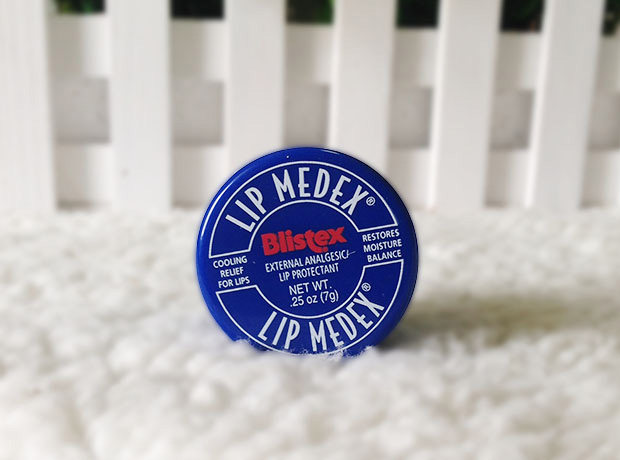 LIP MEDEX®
Blistex
EXTERNAL ANALGESIC/
LIP PROTECTANT
NET WT.
.25 oz (7g)
COOLING
RELIEF
FOR LIPS
RESTORES
MOISTURE
BALANCE
LIP MEDEX®